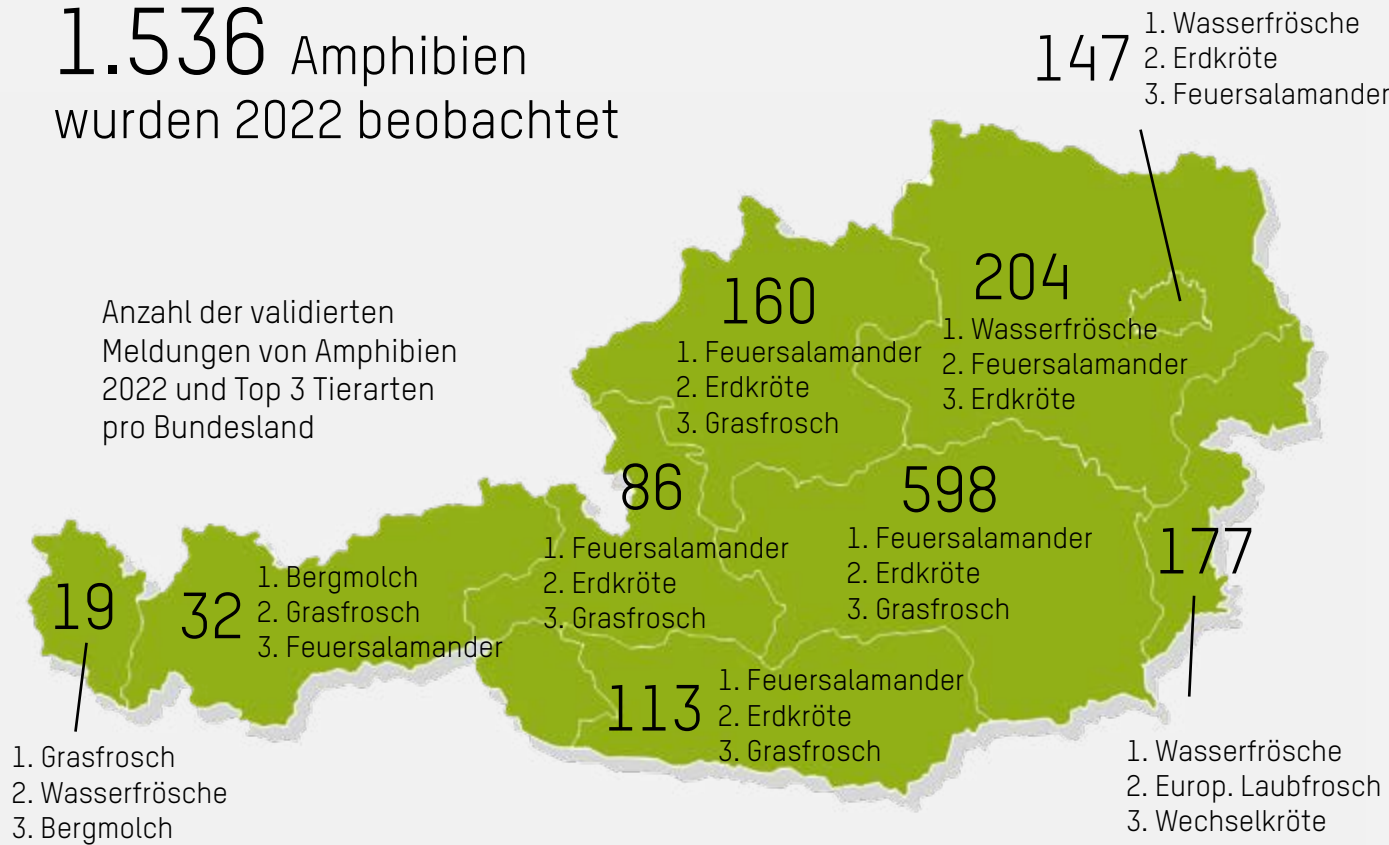 1.536 Amphibien
wurden 2022 beobachtet
147
1. Wasserfrösche
2. Erdkröte
3. Feuersalamander
Anzahl der validierten
Meldungen von Amphibien
2022 und Top 3 Tierarten
pro Bundesland
160
1. Feuersalamander
2. Erdkröte
3. Grasfrosch
204
1. Wasserfrösche
2. Feuersalamander
3. Erdkröte
86
1. Feuersalamander
2. Erdkröte
3. Grasfrosch
598
1. Feuersalamander
2. Erdkröte
3. Grasfrosch
177
1. Wasserfrösche
2. Europ. Laubfrosch
3. Wechselkröte
19
1. Grasfrosch
2. Wasserfrösche
3. Bergmolch
32
1. Bergmolch
2. Grasfrosch
3. Feuersalamander
113
1. Feuersalamander
2. Erdkröte
3. Grasfrosch